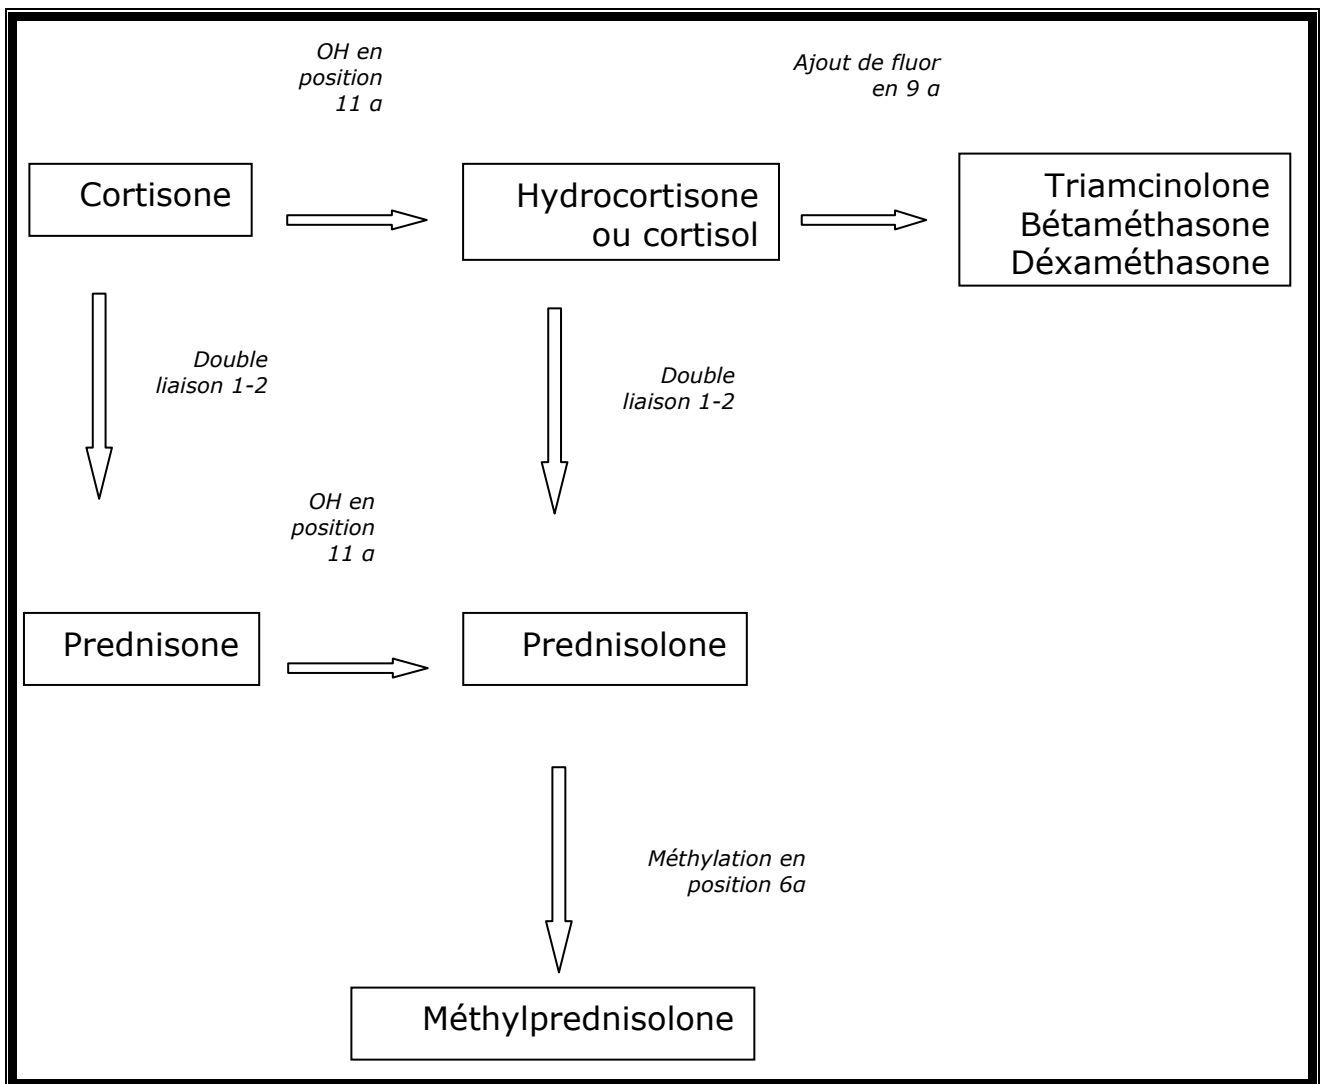 OH en
position
11 α
Ajout de fluor
en 9 α
Cortisone
Hydrocortisone
ou cortisol
Triamcinolone
Bétaméthasone
Déxaméthasone
Double
liaison 1-2
Double
liaison 1-2
OH en
position
11 α
Prednisone
Prednisolone
Méthylation en
position 6α
Méthylprednisolone